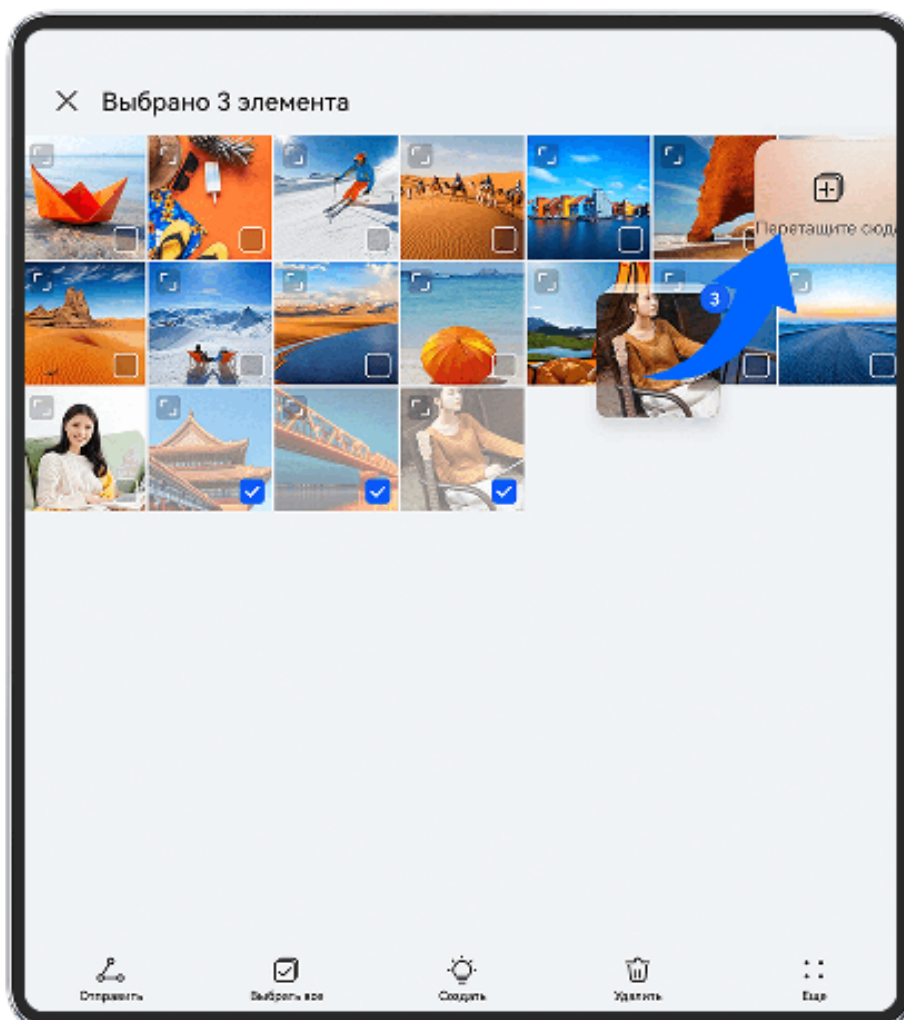 Выбрано 3 элемента
Перетащите сюда
3
Отправить
Выбрать все
Создать
Удалить
Еще